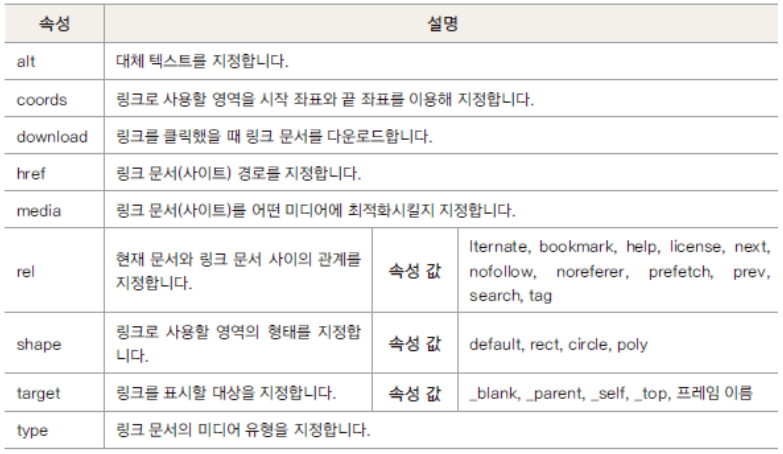 속성 설명
alt 대체 텍스트를 지정합니다.
coords 링크로 사용할 영역을 시작 좌표와 끝 좌표를 이용해 지정합니다.
download 링크를 클릭했을 때 링크 문서를 다운로드합니다.
href 링크 문서(사이트) 경로를 지정합니다.
media 링크 문서(사이트)를 어떤 미디어에 최적화시킬지 지정합니다.
rel 현재 문서와 링크 문서 사이의 관계를
지정합니다. 속성 값 lternate, bookmark, help, license, next,
nofollow, noreferer, prefetch, prev,
search, tag
shape 링크로 사용할 영역의 형태를 지정합
니다. 속성 값 default, rect, circle, poly
target 링크를 표시할 대상을 지정합니다. 속성 값 _blank, _parent, _self, _top, 프레임 이름
type 링크 문서의 미디어 유형을 지정합니다.